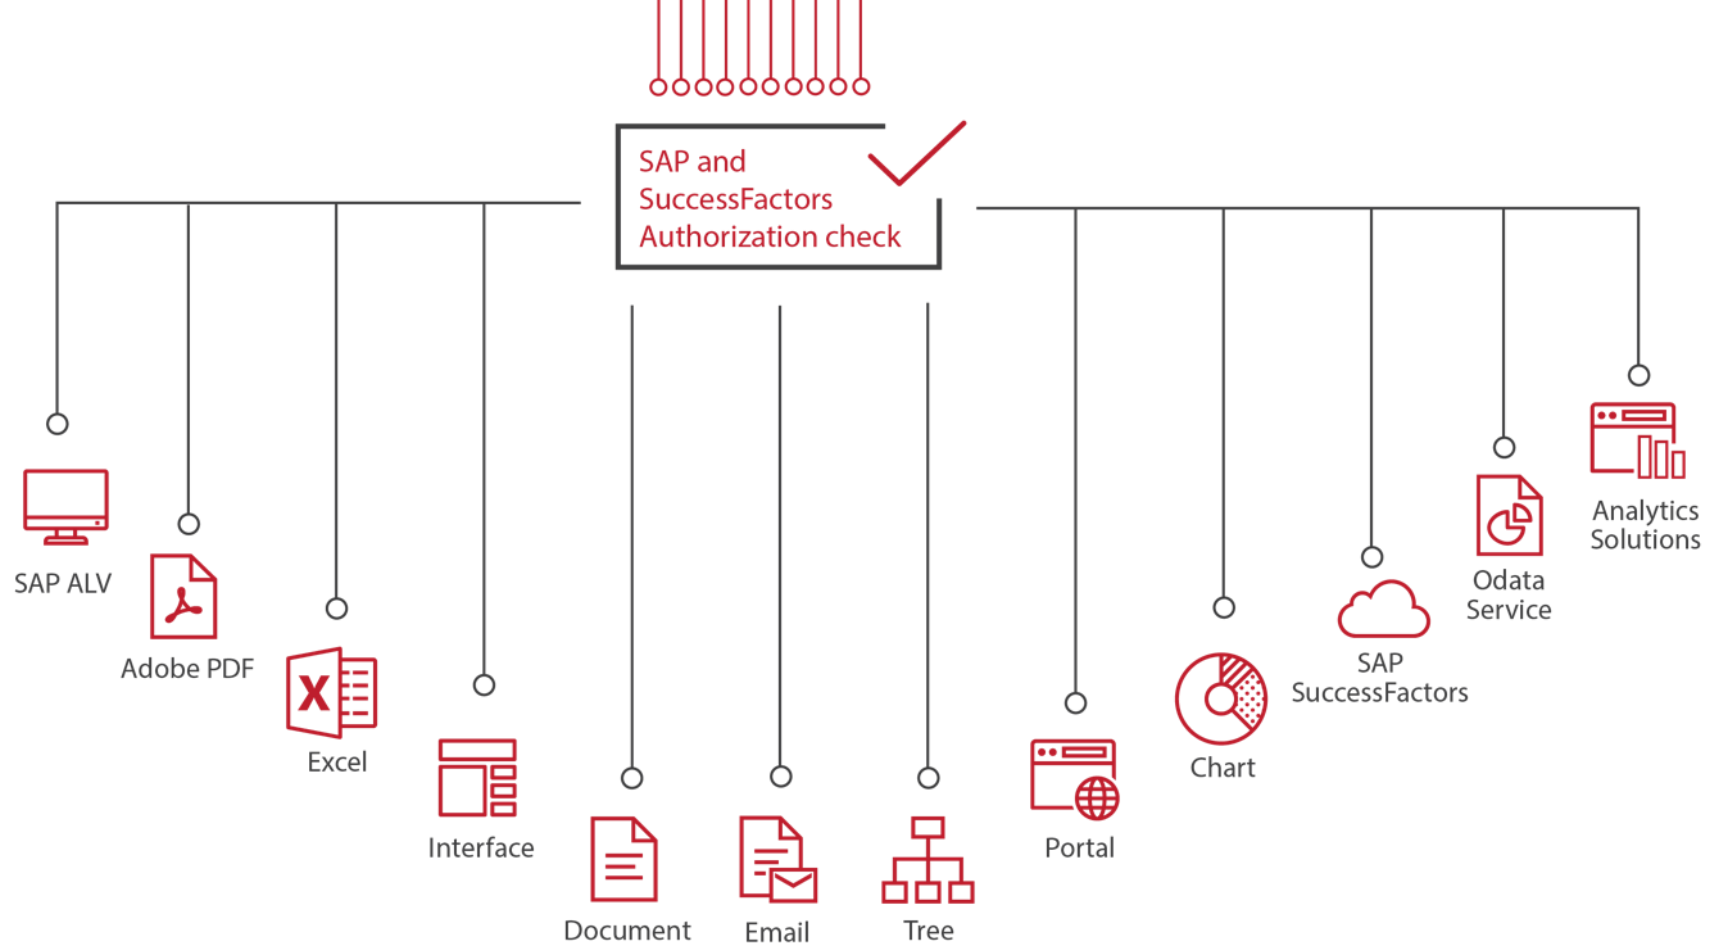 SAP and
SuccessFactors
Authorization check
SAP ALV
Adobe PDF
X
Excel
Interface
Document
Email
Tree
Portal
Chart
SAP
SuccessFactors
Odata
Service
Analytics
Solutions